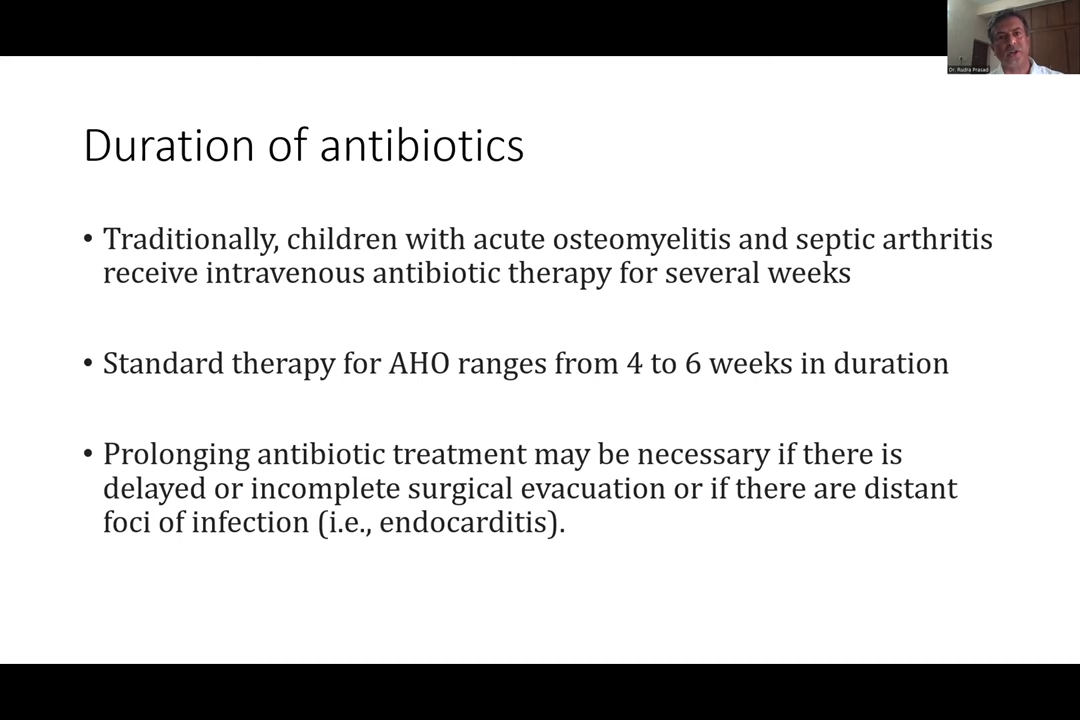 Dr. Rudra Prasad
Duration of antibiotics
• Traditionally, children with acute osteomyelitis and septic arthritis
receive intravenous antibiotic therapy for several weeks
• Standard therapy for AHO ranges from 4 to 6 weeks in duration
• Prolonging antibiotic treatment may be necessary if there is
delayed or incomplete surgical evacuation or if there are distant
foci of infection (i.e., endocarditis).